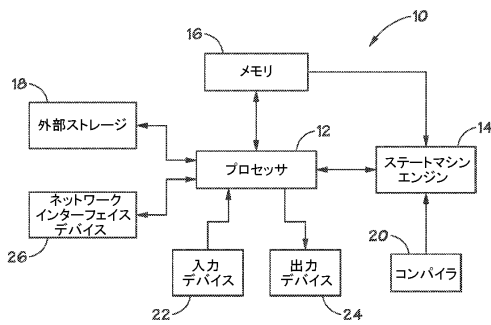 10
16
メモリ
18
外部ストレージ
12
プロセッサ
14
ステートマシン
エンジン
ネットワーク
インターフェイス
デバイス
26
入力
デバイス
22
出力
デバイス
24
20
コンパイラ